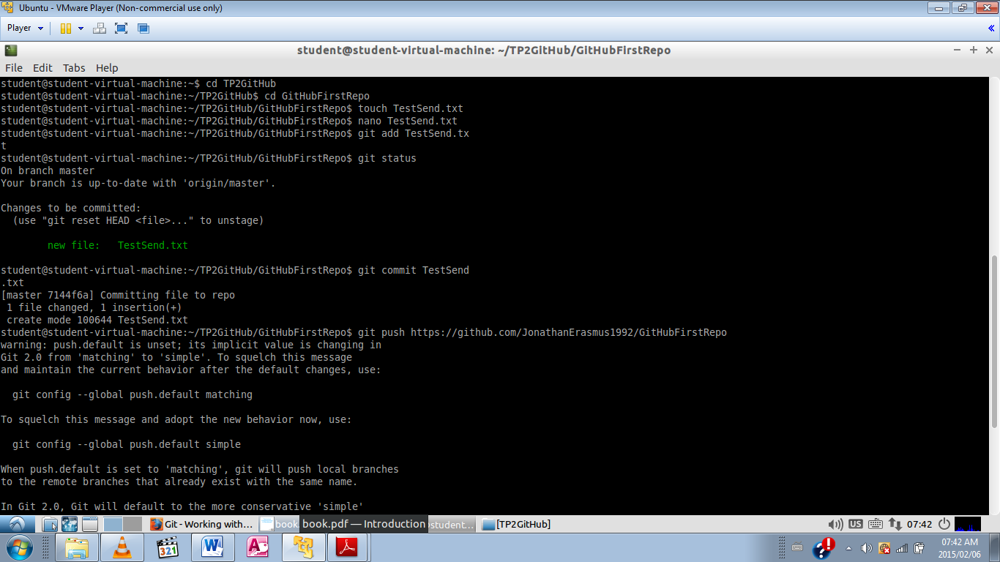 Ubuntu - VMware Player (Non-commercial use only)
Player
student@student-virtual-machine: ~/TP2GitHub/GitHubFirstRepo
File Edit Tabs Help
student@student-virtual-machine:~$ cd TP2GitHub
student@student-virtual-machine:~/TP2GitHub$ cd GitHubFirstRepo
student@student-virtual-machine:~/TP2GitHub/GitHubFirstRepo$ touch TestSend.txt
student@student-virtual-machine:~/TP2GitHub/GitHubFirstRepo$ nano TestSend.txt
student@student-virtual-machine:~/TP2GitHub/GitHubFirstRepo$ git add TestSend.tx
t
student@student-virtual-machine:~/TP2GitHub/GitHubFirstRepo$ git status
On branch master
Your branch is up-to-date with 'origin/master'.
Changes to be committed:
(use "git reset HEAD <file>..." to unstage)
new file: TestSend.txt
student@student-virtual-machine:~/TP2GitHub/GitHubFirstRepo$ git commit TestSend
.txt
[master 7144f6a] Committing file to repo
1 file changed, 1 insertion(+)
create mode 100644 TestSend.txt
student@student-virtual-machine:~/TP2GitHub/GitHubFirstRepo$ git push https://github.com/JonathanErasmus1992/GitHubFirstRepo
warning: push.default is unset; its implicit value is changing in
Git 2.0 from 'matching' to 'simple'. To squelch this message
and maintain the current behavior after the default changes, use:
git config --global push.default matching
To squelch this message and adopt the new behavior now, use:
git config --global push.default simple
When push.default is set to 'matching', git will push local branches
to the remote branches that already exist with the same name.
In Git 2.0, Git will default to the more conservative 'simple'
Git - Working with... book. book.pdf — Introduction student... [TP2GitHub] US 07:42
321 W A 07:42 AM
2015/02/06